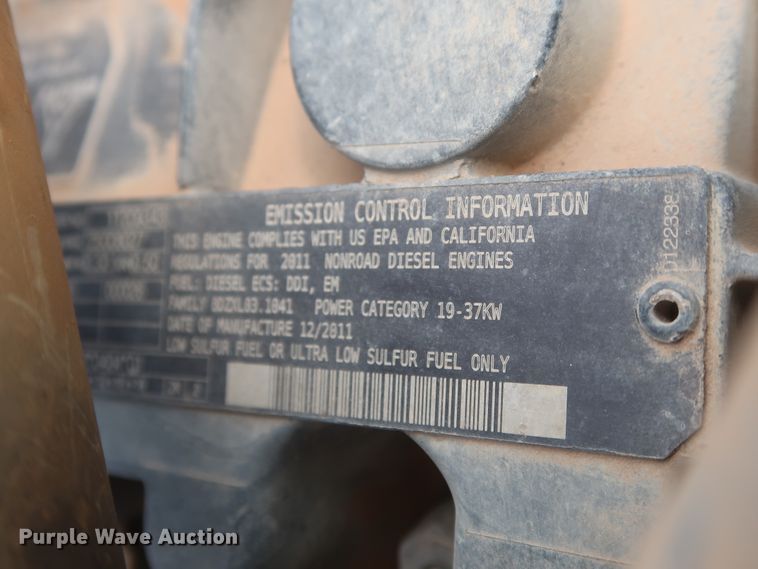 EMISSION CONTROL INFORMATION
THIS ENGINE COMPLIES WITH US EPA AND CALIFORNIA
REGULATIONS FOR 2011 NONROAD DIESEL ENGINES
FUEL: DIESEL ECS: DDI, EM
FAMILY BDZXL03.1041 POWER CATEGORY 19-37KW
DATE OF MANUFACTURE 12/2011
LOW SULFUR FUEL OR ULTRA LOW SULFUR FUEL ONLY
0122338
Purple Wave Auction